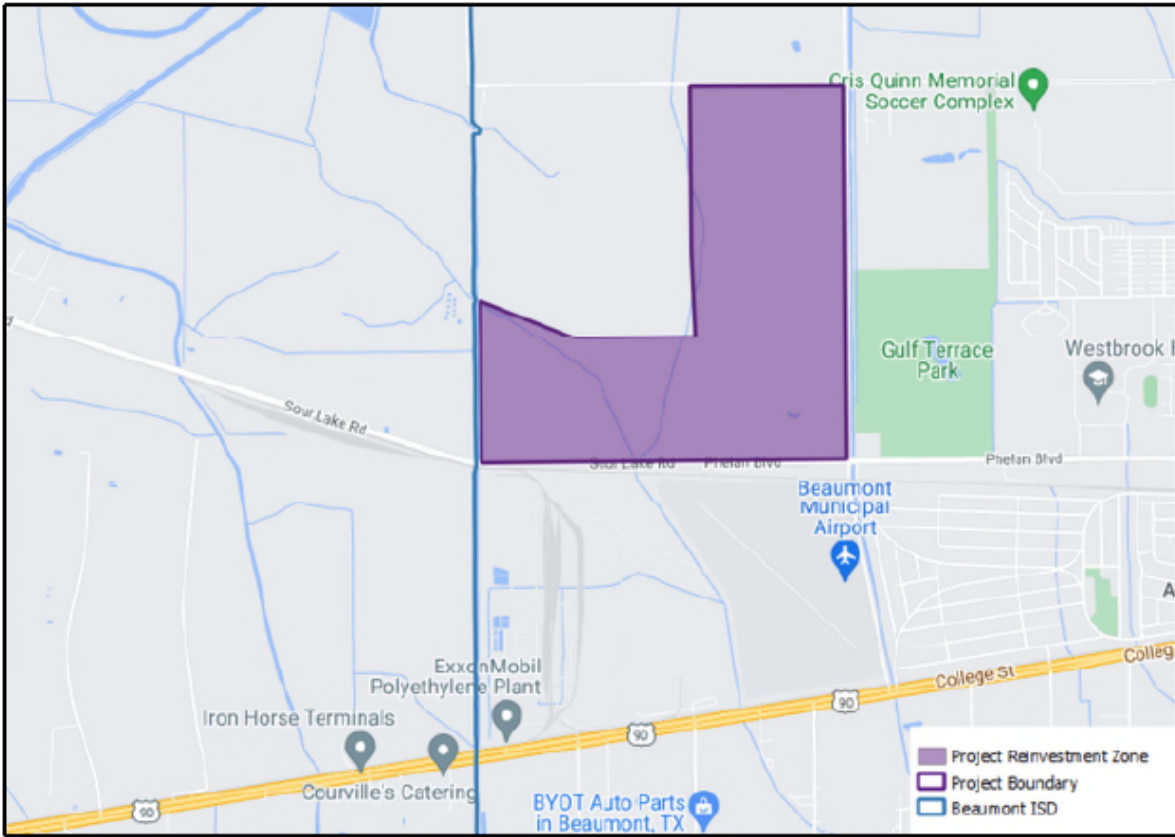 Cris Quinn Memorial
Soccer Complex
Gulf Terrace
Park
Westbrook H
Sour Lake Rd
Sour Lake Rd
Phelan Blvd
Phelan Blvd
Beaumont
Municipal
Airport
A
ExxonMobil
Polyethylene Plant
College St
Colleg
90
90
90
Iron Horse Terminals
Courville's Catering
BYOT Auto Parts
in Beaumont, TX
Project Reinvestment Zone
Project Boundary
Beaumont ISD